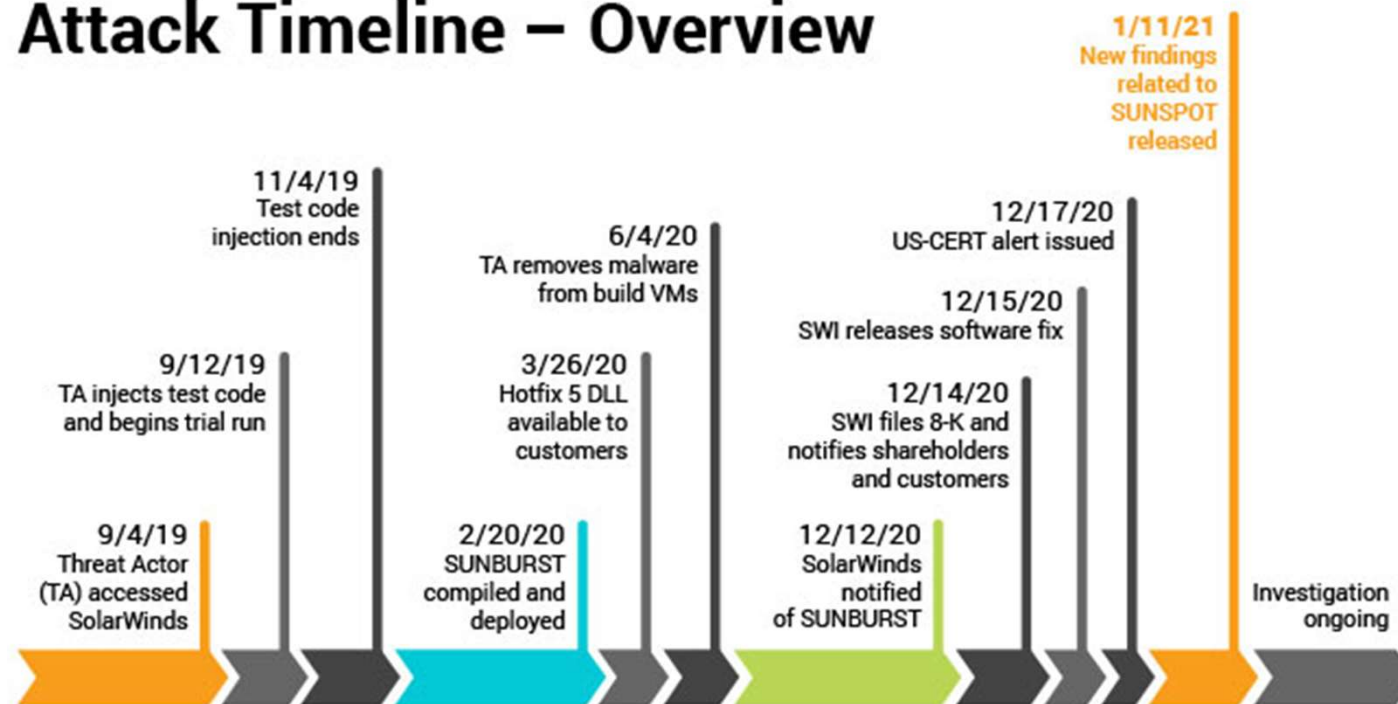 Attack Timeline – Overview
9/4/19
Threat Actor
(TA) accessed
SolarWinds
9/12/19
TA injects test code
and begins trial run
11/4/19
Test code
injection ends
2/20/20
SUNBURST
compiled and
deployed
3/26/20
Hotfix 5 DLL
available to
customers
6/4/20
TA removes malware
from build VMs
12/12/20
SolarWinds
notified
of SUNBURST
12/14/20
SWI files 8-K and
notifies shareholders
and customers
12/15/20
SWI releases software fix
12/17/20
US-CERT alert issued
1/11/21
New findings
related to
SUNSPOT
released
Investigation
ongoing